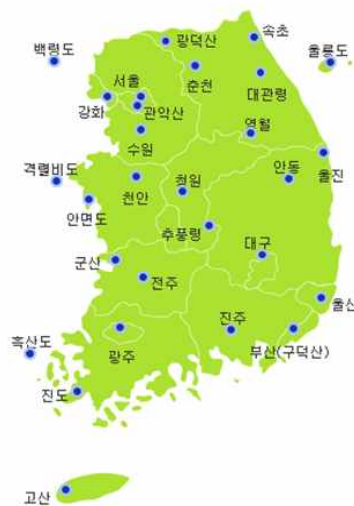 광덕산
속초
백령도
울릉도
서울
춘천
대관령
강화
관악산
수원
영월
격렬비도
천안
청원
안동
울진
안면도
추풍령
군산
대구
전주
울산
흑산도
광주
진주
부산(구덕산)
진도
고산